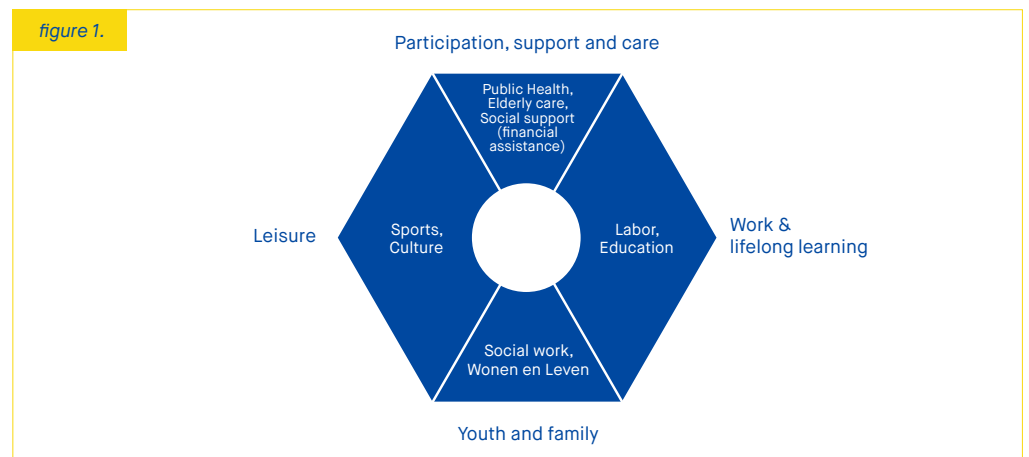 figure 1.
Participation, support and care
Public Health,
Elderly care,
Social support
(financial
assistance)
Leisure
Sports,
Culture
Labor,
Education
Work &
lifelong learning
Social work,
Wonen en Leven
Youth and family